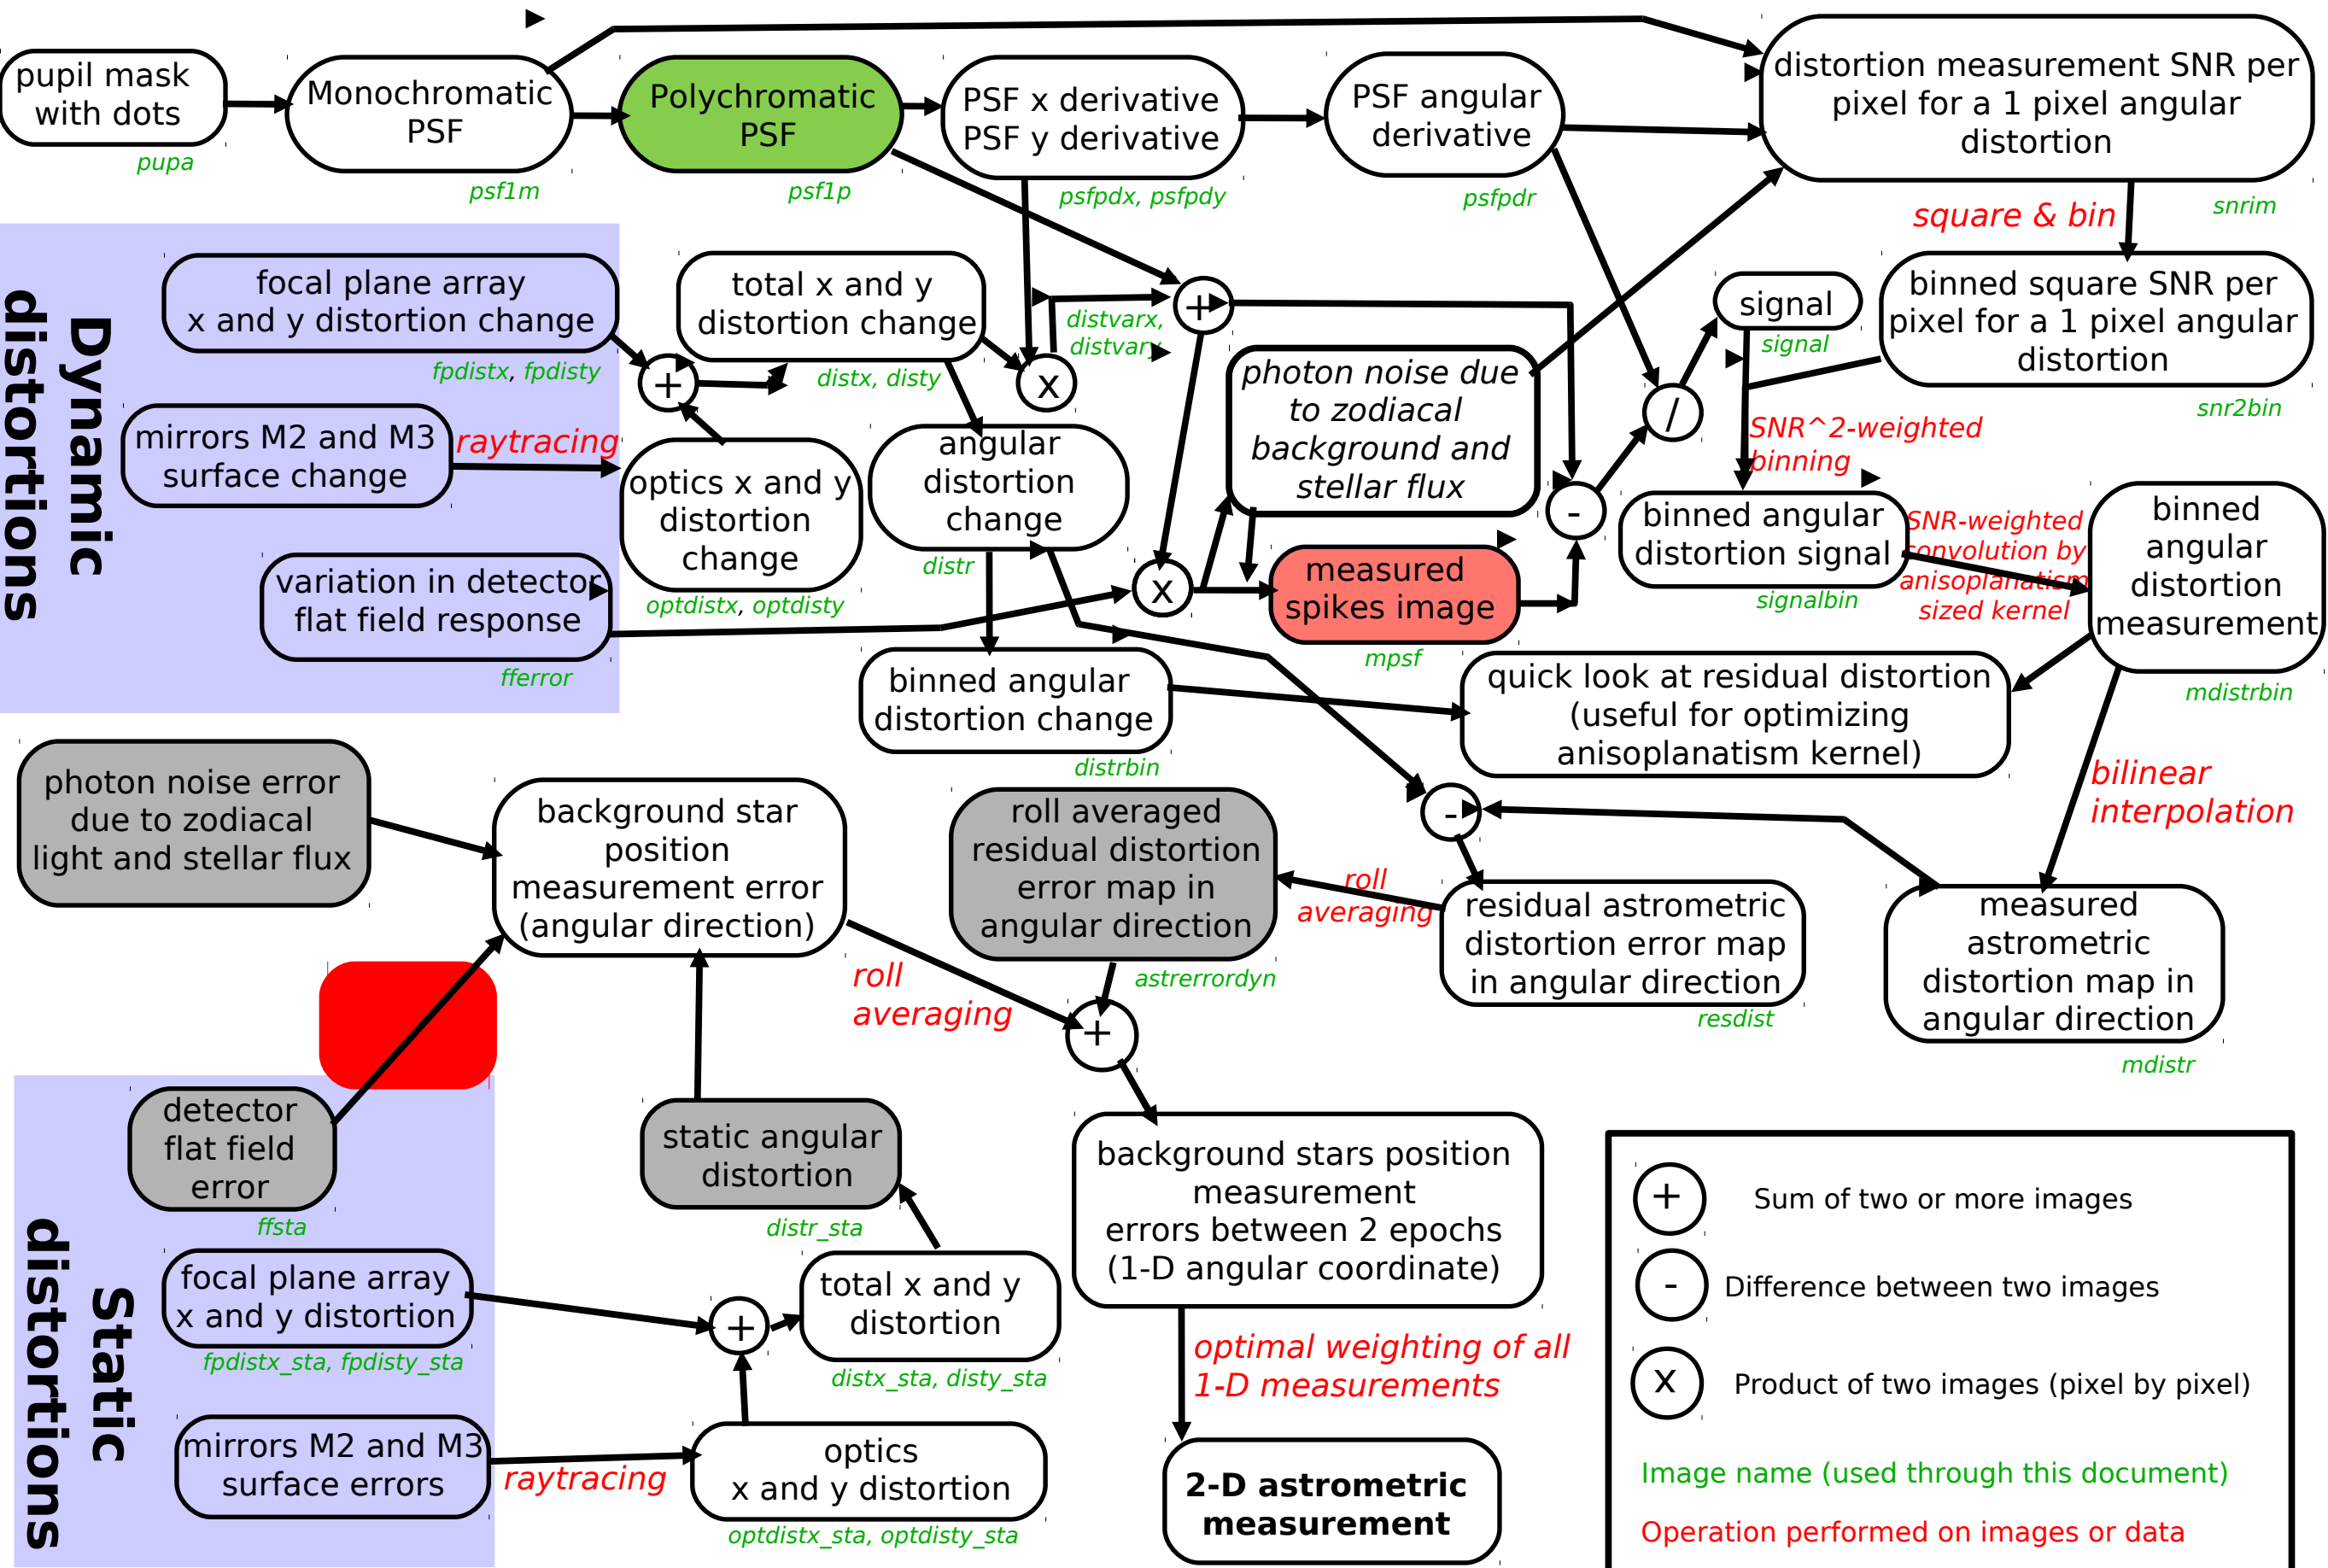 pupil mask
with dots
pupa
Monochromatic
PSF
psf1m
Polychromatic
PSF
psf1p
PSF x derivative
PSF y derivative
psfpdx, psfpdy
PSF angular
derivative
psfpdr
distortion measurement SNR per
pixel for a 1 pixel angular
distortion
snrim
square & bin
Dynamic
distortions
focal plane array
x and y distortion change
fpdistx, fpdisty
mirrors M2 and M3
surface change
raytracing
variation in detector
flat field response
fferror
+
total x and y
distortion change
distx, disty
optics x and y
distortion
change
optdistx, optdisty
x
distvarx,
distvary
+
angular
distortion
change
distr
photon noise due
to zodiacal
background and
stellar flux
x
measured
spikes image
mpsf
-
/
signal
signal
binned square SNR per
pixel for a 1 pixel angular
distortion
snr2bin
SNR^2-weighted
binning
binned angular
distortion signal
signalbin
SNR-weighted
convolution by
anisoplanatism
sized kernel
binned
angular
distortion
measurement
mdistrbin
binned angular
distortion change
distrbin
quick look at residual distortion
(useful for optimizing
anisoplanatism kernel)
bilinear
interpolation
photon noise error
due to zodiacal
light and stellar flux
background star
position
measurement error
(angular direction)
roll averaged
residual distortion
error map in
angular direction
astrerrordyn
roll
averaging
-
residual astrometric
distortion error map
in angular direction
resdist
measured
astrometric
distortion map in
angular direction
mdistr
roll
averaging
+
Static
distortions
detector
flat field
error
ffsta
focal plane array
x and y distortion
fpdistx_sta, fpdisty_sta
mirrors M2 and M3
surface errors
raytracing
static angular
distortion
distr_sta
+
total x and y
distortion
distx_sta, disty_sta
optics
x and y distortion
optdistx_sta, optdisty_sta
background stars position
measurement
errors between 2 epochs
(1-D angular coordinate)
optimal weighting of all
1-D measurements
2-D astrometric
measurement
+ Sum of two or more images
- Difference between two images
x Product of two images (pixel by pixel)
Image name (used through this document)
Operation performed on images or data